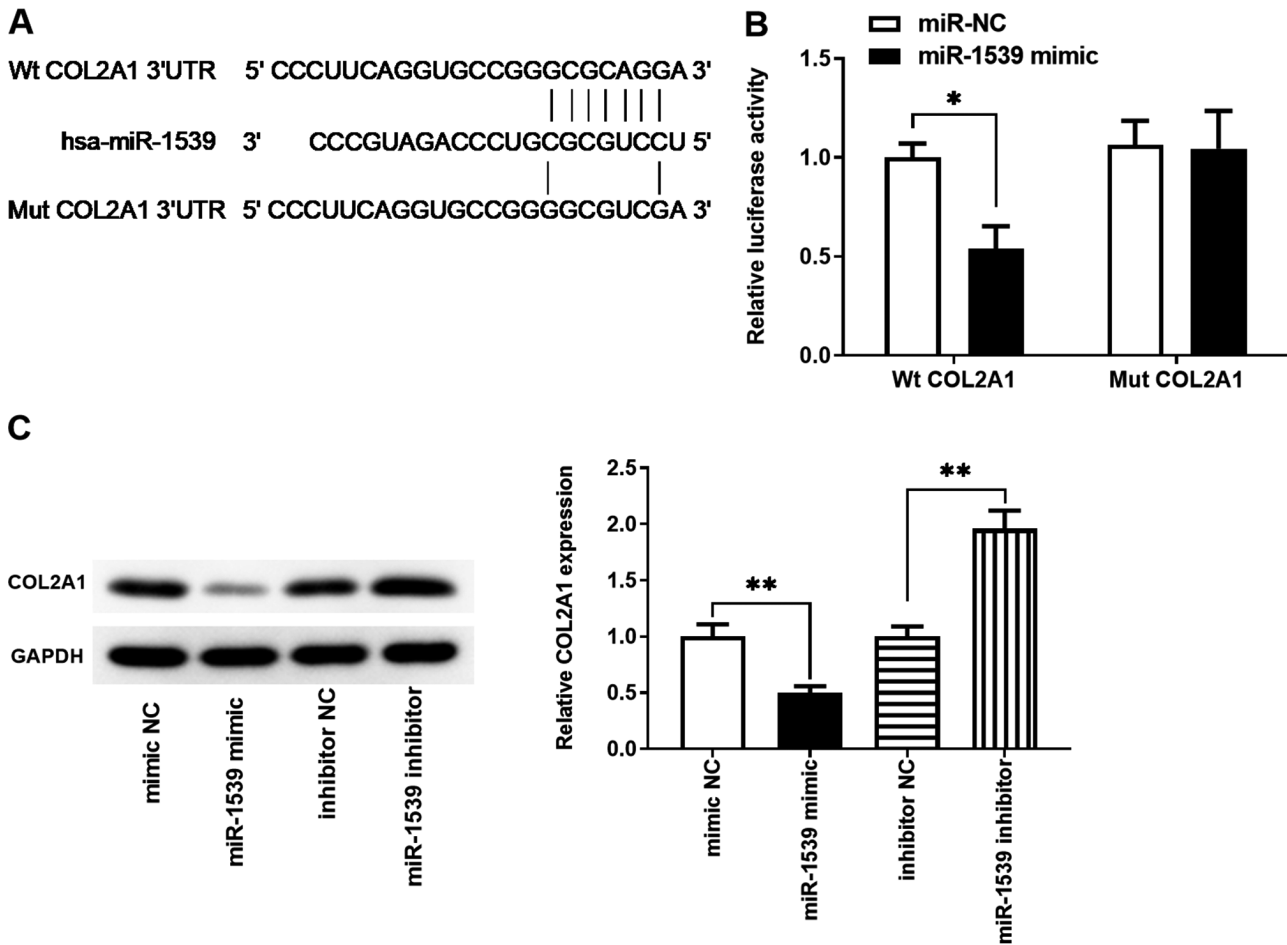 A
Wt COL2A1 3'UTR 5' CCCUUCAGGUGCCGGGCGCAGGA 3'
hsa-miR-1539 3' CCCGUAGACCCUGCGCGUCCU 5'
Mut COL2A1 3'UTR 5' CCCUUCAGGUGCCGGGGCGUCGA 3'
B
miR-NC
miR-1539 mimic
Relative luciferase activity
1.5
1.0
0.5
0.0
*
Wt COL2A1
Mut COL2A1
C
COL2A1
GAPDH
mimic NC
miR-1539 mimic
inhibitor NC
miR-1539 inhibitor
Relative COL2A1 expression
2.5
2.0
1.5
1.0
0.5
0.0
**
**
mimic NC
miR-1539 mimic
inhibitor NC
miR-1539 inhibitor